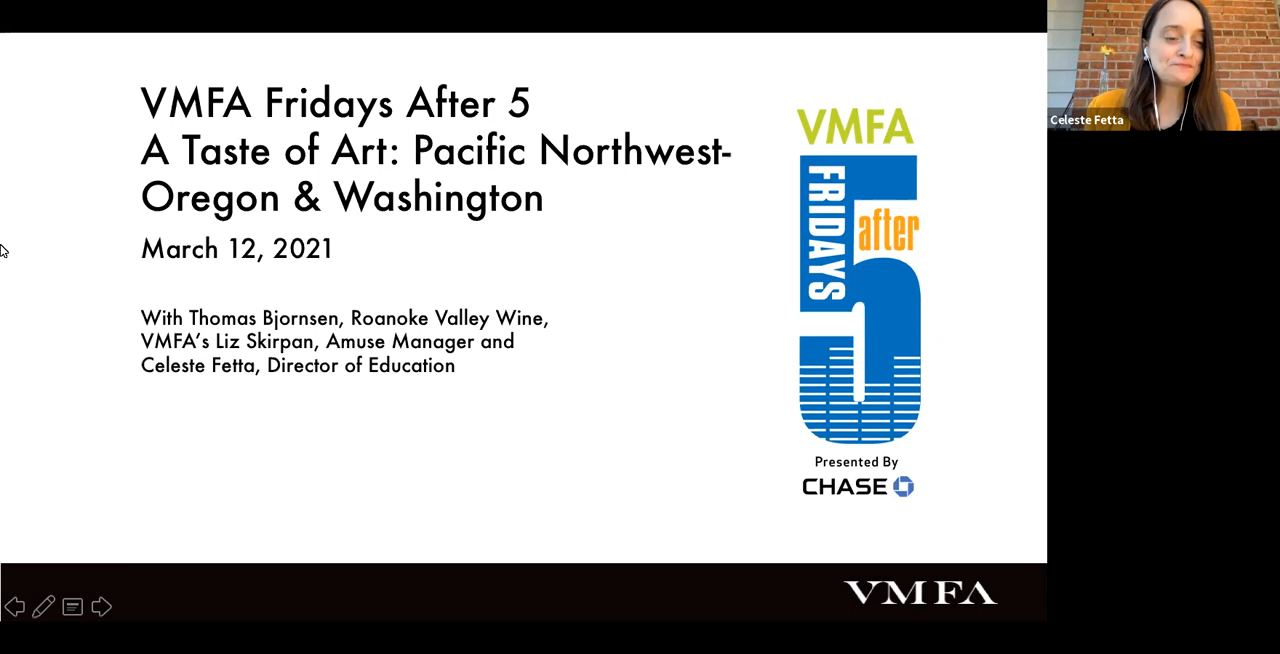 VMFA Fridays After 5
A Taste of Art: Pacific Northwest-
Oregon & Washington
March 12, 2021
With Thomas Bjornsen, Roanoke Valley Wine,
VMFA's Liz Skirpan, Amuse Manager and
Celeste Fetta, Director of Education
VMFA
FRIDAYS
after
5
Presented By
CHASE
VMFA
Celeste Fetta